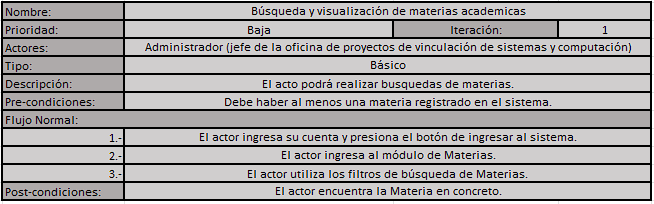 Nombre: Búsqueda y visualización de materias academicas
Prioridad: Baja Iteración: 1
Actores: Administrador (jefe de la oficina de proyectos de vinculación de sistemas y computación)
Tipo: Básico
Descripción: El acto podrá realizar busquedas de materias.
Pre-condiciones: Debe haber al menos una materia registrado en el sistema.
Flujo Normal:
1.- El actor ingresa su cuenta y presiona el botón de ingresar al sistema.
2.- El actor ingresa al módulo de Materias.
3.- El actor utiliza los filtros de búsqueda de Materias.
Post-condiciones: El actor encuentra la Materia en concreto.